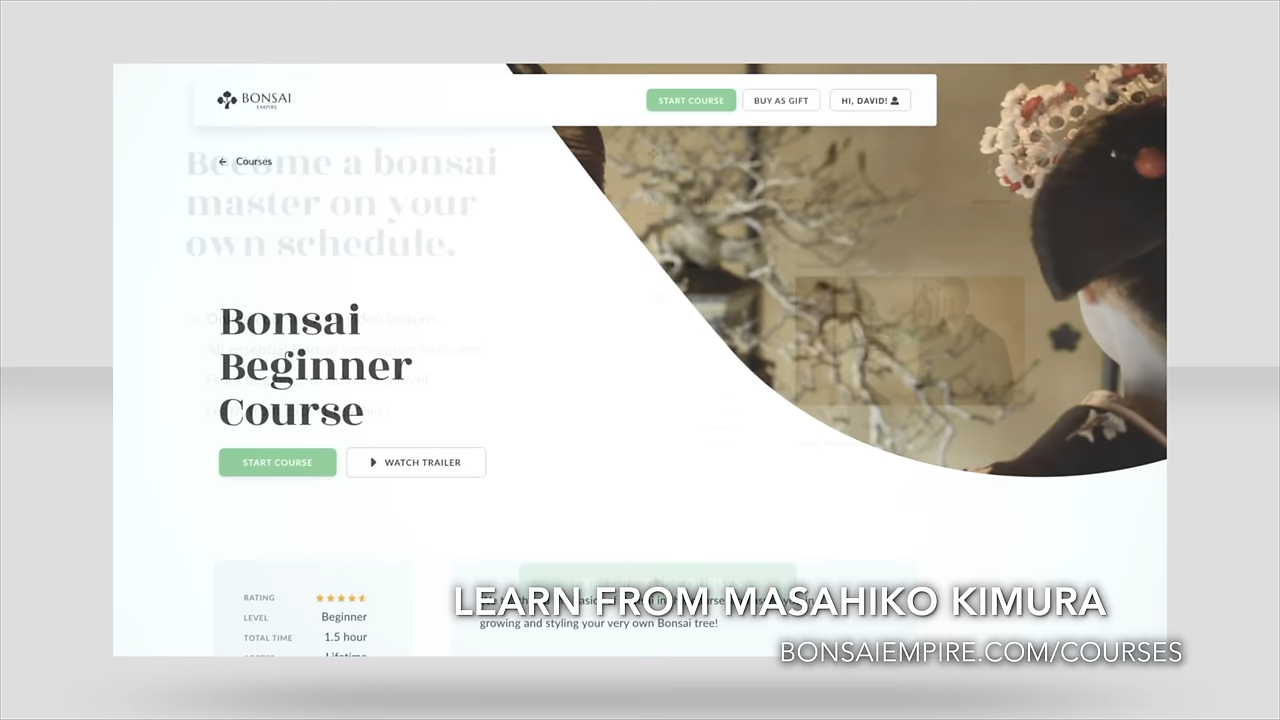 BONSAI
EMPIRE
START COURSE
BUY AS GIFT
HI, DAVID!
Courses
Become a bonsai
master on your
own schedule.
Bonsai
Beginner
Course
START COURSE
WATCH TRAILER
RATING
LEVEL Beginner
TOTAL TIME 1.5 hour
Lifetime
growing and styling your very own Bonsai tree!
LEARN FROM MASAHIKO KIMURA
BONSAIEMPIRE.COM/COURSES